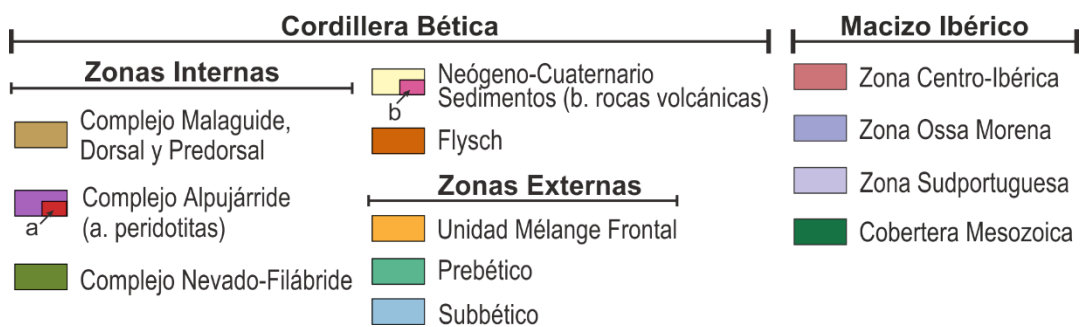 Cordillera Bética
Zonas Internas
Complejo Malaguide,
Dorsal y Predorsal
a
Complejo Alpujárride
(a. peridotitas)
Complejo Nevado-Filábride
b
Neógeno-Cuaternario
Sedimentos (b. rocas volcánicas)
Flysch
Zonas Externas
Unidad Mélange Frontal
Prebético
Subbético
Macizo Ibérico
Zona Centro-Ibérica
Zona Ossa Morena
Zona Sudportuguesa
Cobertera Mesozoica